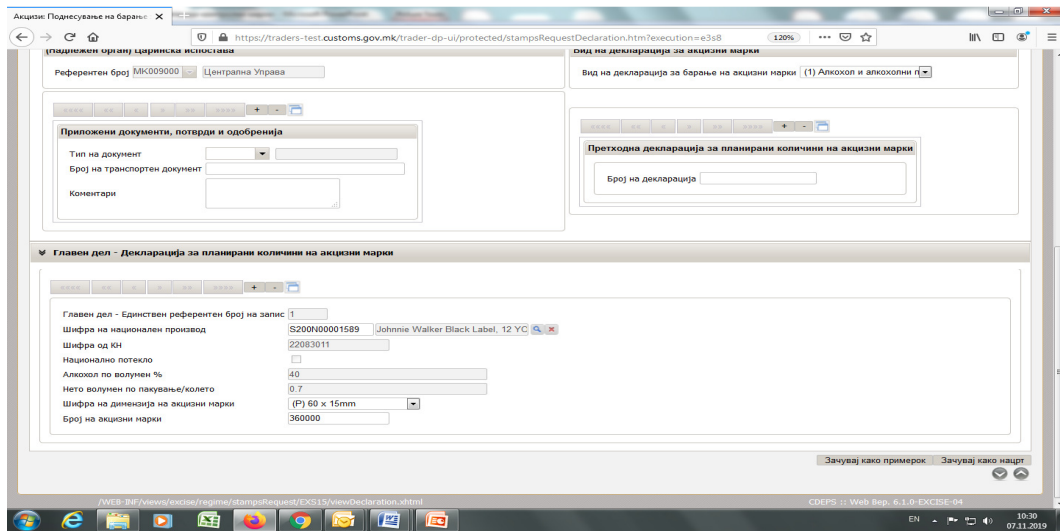 Акцизи: Поднесување на барање
https://traders-test.customs.gov.mk/trader-dp-ui/protected/stampsRequestDeclaration.htm?execution=e3s8 120%
(Надлежен орган) Царинска испостава
Вид на декларација за акцизни марки
Референтен број MK009000 Централна Управа
Вид на декларација за барање на акцизни марки (1) Алкохол и алкохолни п
<<<< << < > >> >>>> + -
Приложени документи, потврди и одобренија
Тип на документ
Број на транспортен документ
Коментари
<<<< << < > >> >>>> + -
Претходна декларација за планирани количини на акцизни марки
Број на декларација
Главен дел - Декларација за планирани количини на акцизни марки
<<<< << < > >> >>>> + -
Главен дел - Единствен референтен број на запис 1
Шифра на национален производ S200N00001589 Johnnie Walker Black Label, 12 YC
Шифра од КН 22083011
Национално потекло
Алкохол по волумен % 40
Нето волумен по пакување/колето 0.7
Шифра на димензија на акцизни марки (P) 60 x 15mm
Број на акцизни марки 360000
Зачувај како примерок Зачувај како нацрт
/WEB-INF/views/excise/regime/stampsRequest/EXS15/viewDeclaration.xhtml
CDEPS :: Web Вер. 6.1.0-EXCISE-04
EN 10:30
07.11.2019